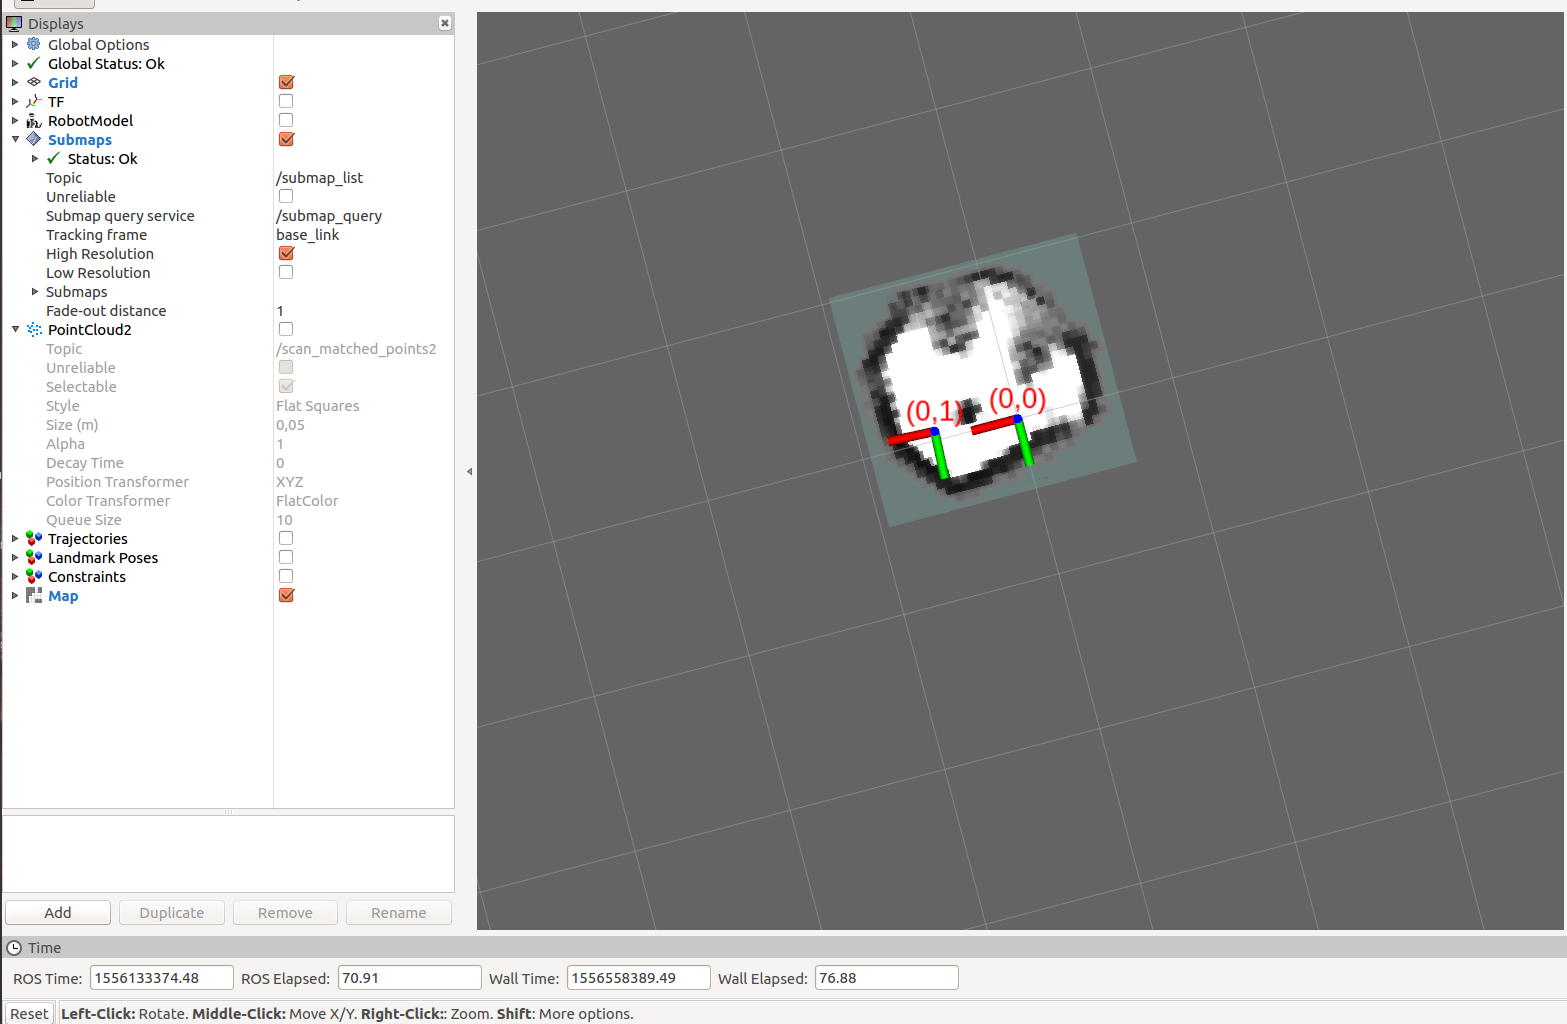 Displays
Global Options
Global Status: Ok
Grid
TF
RobotModel
Submaps
Status: Ok
Topic /submap_list
Unreliable
Submap query service /submap_query
Tracking frame base_link
High Resolution
Low Resolution
Submaps
Fade-out distance 1
PointCloud2
Topic /scan_matched_points2
Unreliable
Selectable
Style Flat Squares
Size (m) 0,05
Alpha 1
Decay Time 0
Position Transformer XYZ
Color Transformer FlatColor
Queue Size 10
Trajectories
Landmark Poses
Constraints
Map
Add Duplicate Remove Rename
(0,1) (0,0)
Time
ROS Time: 1556133374.48 ROS Elapsed: 70.91 Wall Time: 1556558389.49 Wall Elapsed: 76.88
Reset Left-Click: Rotate. Middle-Click: Move X/Y. Right-Click:: Zoom. Shift: More options.